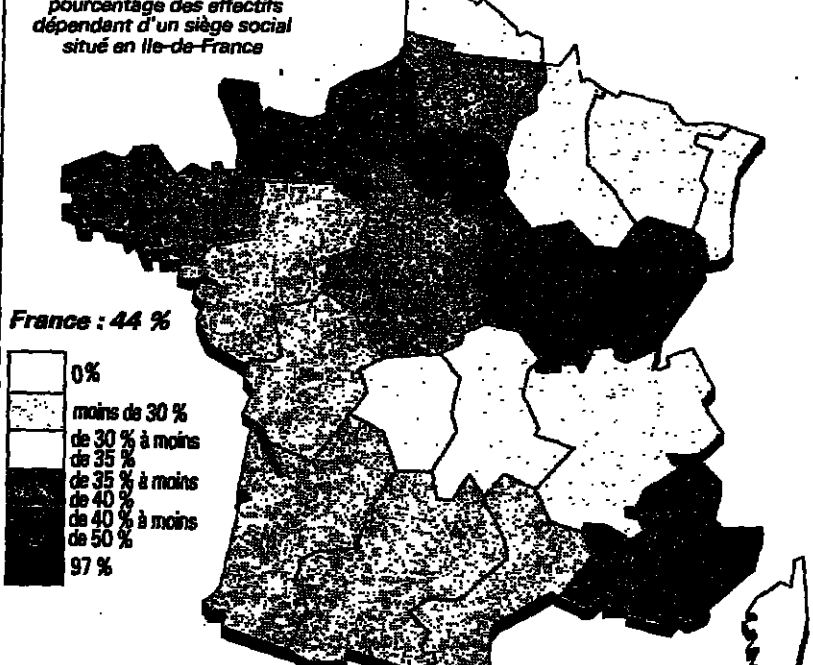 pourcentage des effectifs
dépendant d'un siège social
situé en Ile-de-France
France : 44 %
0%
moins de 30 %
de 30 % à moins
de 35 %
de 35 % à moins
de 40 %
de 40 % à moins
de 50 %
97 %